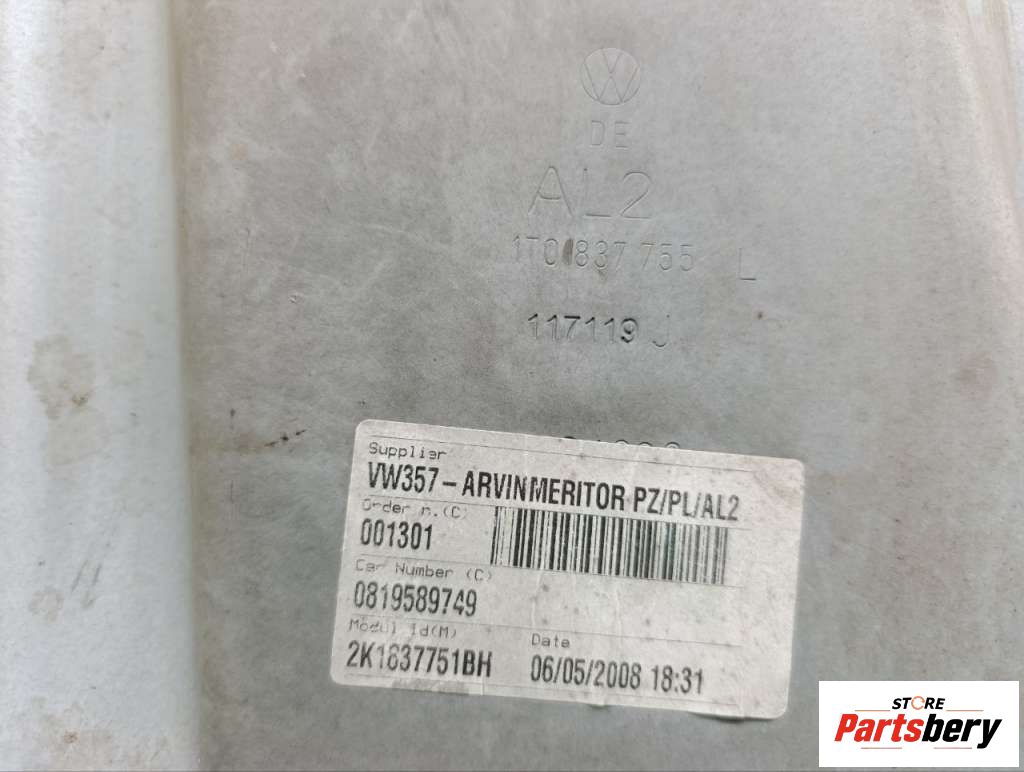 DE
AL2
1T0 837 755 L
117119 J
Supplier
VW357-ARVINMERITOR PZ/PL/AL2
Order n.(C)
001301
Car Number (C)
0819589749
Modul Id(M)
2K1837751BH
Date
06/05/2008 18:31
STORE
Partsbery